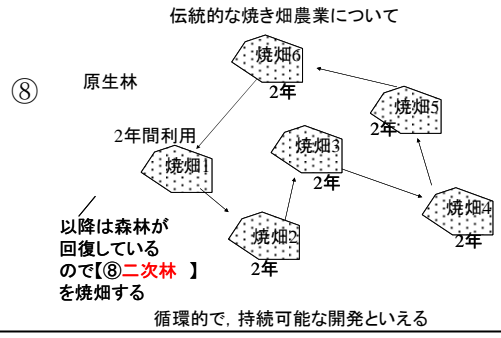 伝統的な焼き畑農業について
⑧
原生林
焼畑6
2年
焼畑5
2年
2年間利用
焼畑1
焼畑3
2年
焼畑4
2年
焼畑2
2年
以降は森林が
回復している
ので【⑧二次林 】
を焼畑する
循環的で，持続可能な開発といえる